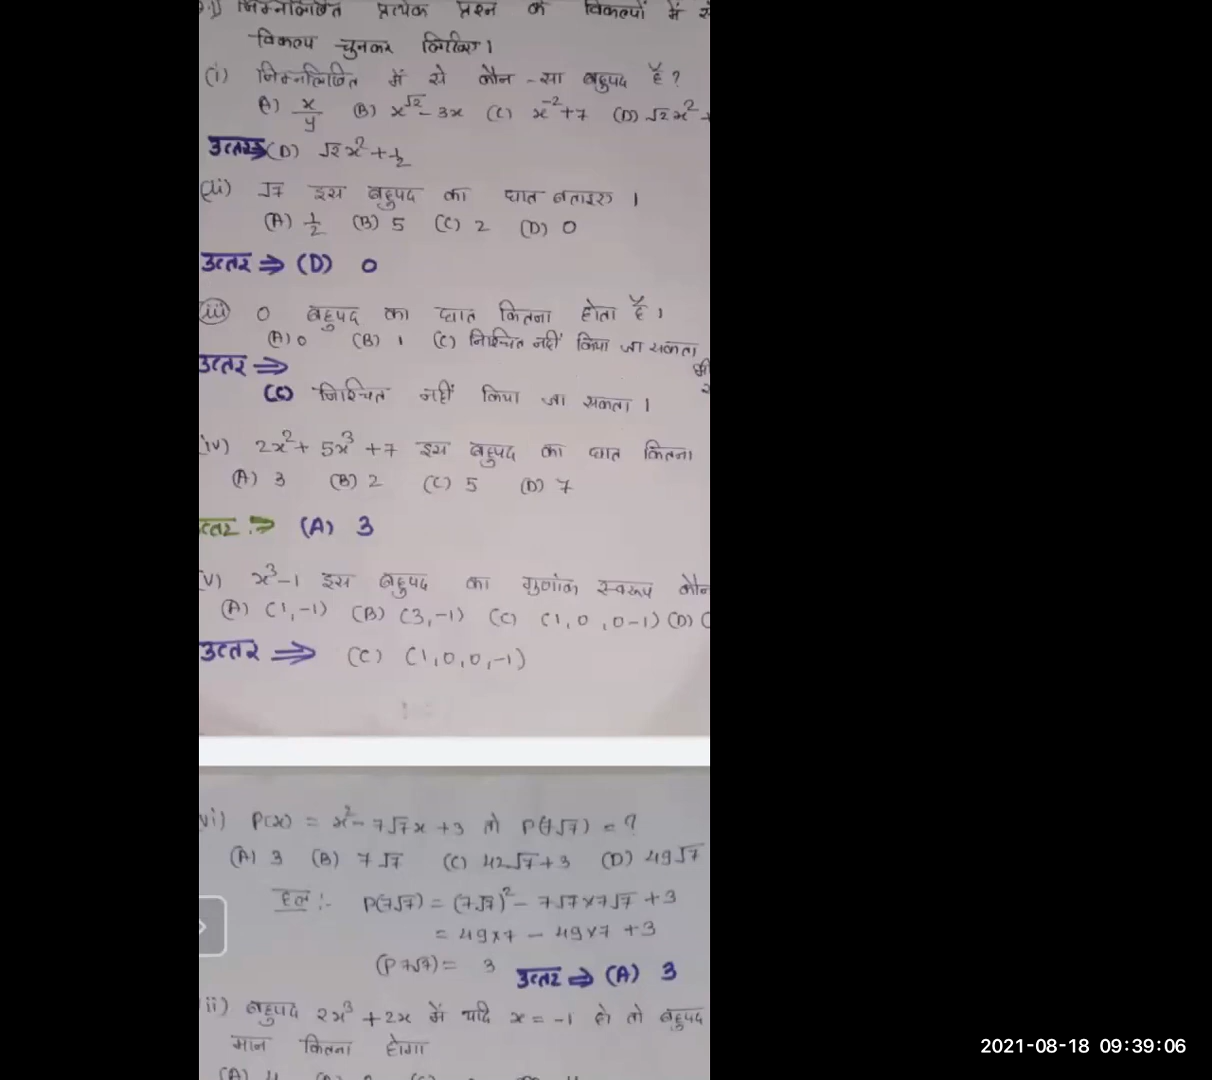 निम्नलिखित प्रत्येक प्रश्न के विकल्पों में से
विकल्प चुनकर लिखिए।
(i) निम्नलिखित में से कौन-सा बहुपद है?
(A) x/y (B) x^√2 - 3x (C) x^-2 + 7 (D) √2x² +
उत्तर⇒ (D) √2x² + 1/2
(ii) √7 इस बहुपद का घात बताइए।
(A) 1/2 (B) 5 (C) 2 (D) 0
उत्तर ⇒ (D) 0
(iii) 0 बहुपद का घात कितना होता है।
(A) 0 (B) 1 (C) निश्चित नहीं किया जा सकता
उत्तर ⇒
(C) निश्चित नहीं किया जा सकता।
iv) 2x² + 5x³ + 7 इस बहुपद का घात कितना
(A) 3 (B) 2 (C) 5 (D) 7
उत्तर :⇒ (A) 3
(v) x³-1 इस बहुपद का गुणांक स्वरूप कौन
(A) (1,-1) (B) (3,-1) (C) (1,0,0-1) (D) (
उत्तर ⇒ (C) (1,0,0,-1)
vi) P(x) = x² - 7√7x + 3 तो P(7√7) = ?
(A) 3 (B) 7√7 (C) 42√7+3 (D) 49√7
हल :- P(7√7) = (7√7)² - 7√7×7√7 + 3
= 49×7 - 49×7 + 3
(P7√7) = 3 उत्तर ⇒ (A) 3
ii) बहुपद 2x³ + 2x में यदि x = -1 हो तो बहुपद
मान कितना होगा
(A) 4
2021-08-18 09:39:06